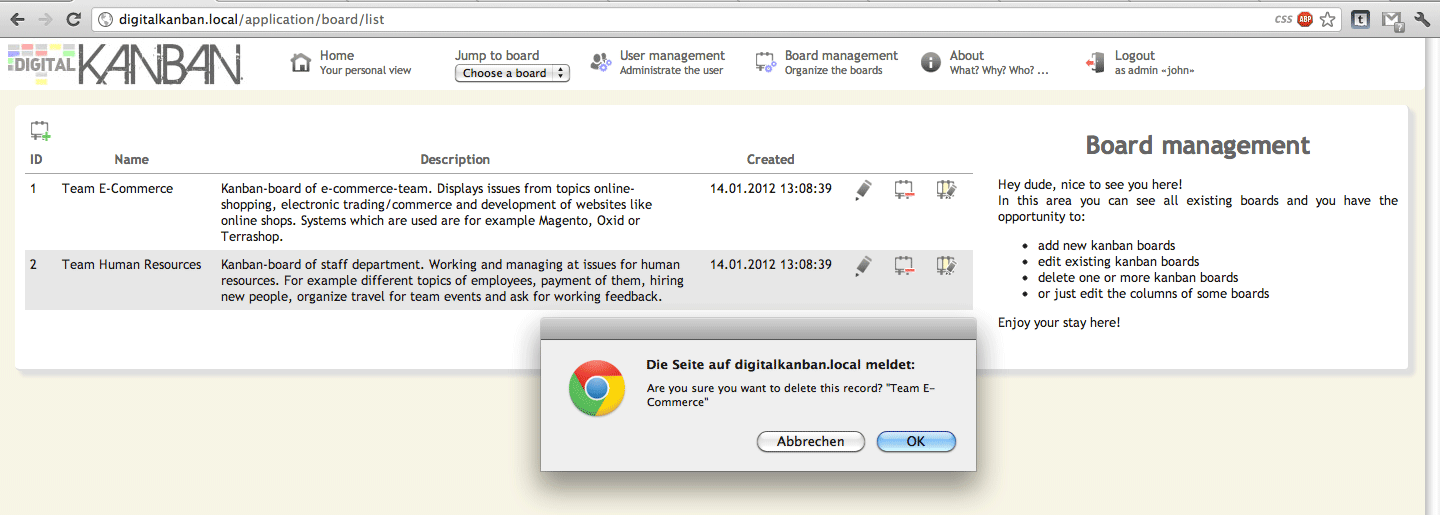 digitalkanban.local/application/board/list
CSS ABP
t
7
DIGITAL KANBAN
Home
Your personal view
Jump to board
Choose a board
User management
Administrate the user
Board management
Organize the boards
About
What? Why? Who? ...
Logout
as admin «john»
ID Name Description Created
1 Team E-Commerce Kanban-board of e-commerce-team. Displays issues from topics online- 14.01.2012 13:08:39
shopping, electronic trading/commerce and development of websites like
online shops. Systems which are used are for example Magento, Oxid or
Terrashop.
2 Team Human Resources Kanban-board of staff department. Working and managing at issues for human 14.01.2012 13:08:39
resources. For example different topics of employees, payment of them, hiring
new people, organize travel for team events and ask for working feedback.
Board management
Hey dude, nice to see you here!
In this area you can see all existing boards and you have the
opportunity to:
• add new kanban boards
• edit existing kanban boards
• delete one or more kanban boards
• or just edit the columns of some boards
Enjoy your stay here!
Die Seite auf digitalkanban.local meldet:
Are you sure you want to delete this record? "Team E-
Commerce"
Abbrechen
OK